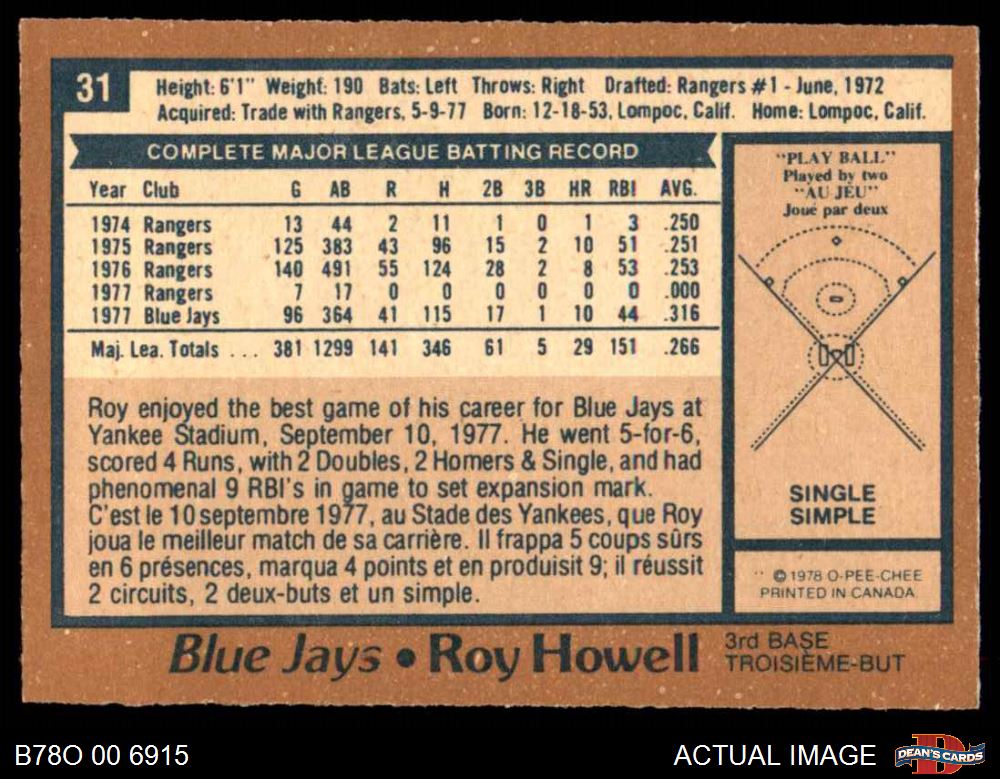 31
Height: 6'1" Weight: 190 Bats: Left Throws: Right Drafted: Rangers #1 - June, 1972
Acquired: Trade with Rangers, 5-9-77 Born: 12-18-53, Lompoc, Calif. Home: Lompoc, Calif.
COMPLETE MAJOR LEAGUE BATTING RECORD
Year Club G AB R H 2B 3B HR RBI AVG.
1974 Rangers 13 44 2 11 1 0 1 3 .250
1975 Rangers 125 383 43 96 15 2 10 51 .251
1976 Rangers 140 491 55 124 28 2 8 53 .253
1977 Rangers 7 17 0 0 0 0 0 0 .000
1977 Blue Jays 96 364 41 115 17 1 10 44 .316
Maj. Lea. Totals ... 381 1299 141 346 61 5 29 151 .266
Roy enjoyed the best game of his career for Blue Jays at
Yankee Stadium, September 10, 1977. He went 5-for-6,
scored 4 Runs, with 2 Doubles, 2 Homers & Single, and had
phenomenal 9 RBI's in game to set expansion mark.
C'est le 10 septembre 1977, au Stade des Yankees, que Roy
joua le meilleur match de sa carrière. Il frappa 5 coups sûrs
en 6 présences, marqua 4 points et en produisit 9; il réussit
2 circuits, 2 deux-buts et un simple.
"PLAY BALL"
Played by two
"AU JEU"
Joué par deux
SINGLE
SIMPLE
© 1978 O-PEE-CHEE
PRINTED IN CANADA
Blue Jays • Roy Howell
3rd BASE
TROISIÈME-BUT
B78O 00 6915
ACTUAL IMAGE
DEAN'S CARDS